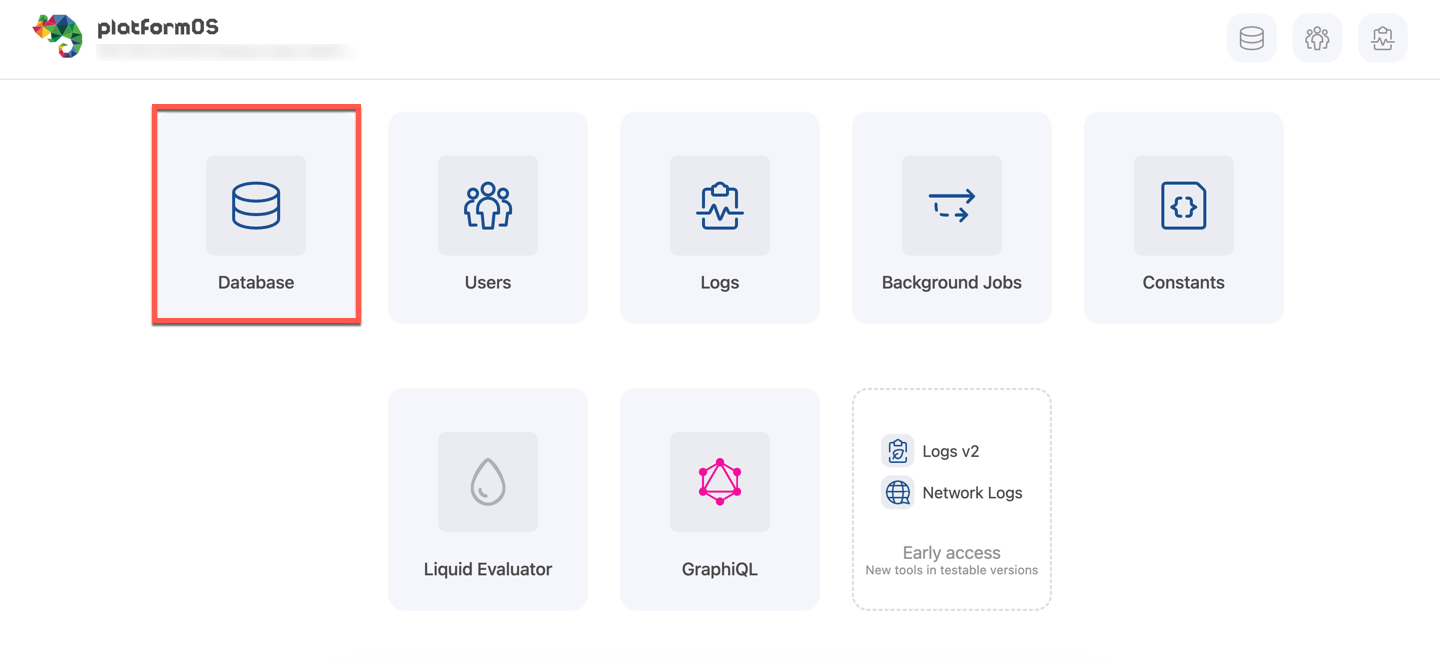 platformOS
Database
Users
Logs
Background Jobs
Constants
Liquid Evaluator
GraphiQL
Logs v2
Network Logs
Early access
New tools in testable versions